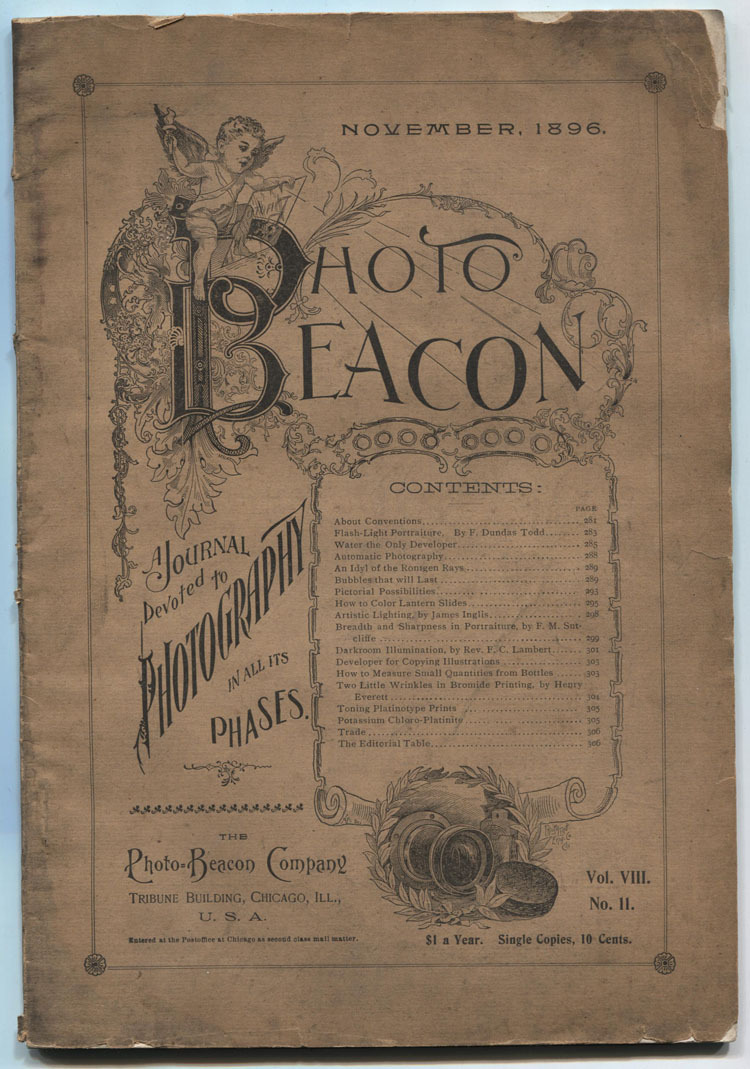 NOVEMBER, 1896.
PHOTO
BEACON
A JOURNAL
Devoted to
PHOTOGRAPHY
IN ALL ITS
PHASES.
CONTENTS:
PAGE
About Conventions 281
Flash-Light Portraiture, By F. Dundas Todd 283
Water the Only Developer 285
Automatic Photography 288
An Idyl of the Rontgen Rays 289
Bubbles that will Last 289
Pictorial Possibilities 293
How to Color Lantern Slides 295
Artistic Lighting, by James Inglis 298
Breadth and Sharpness in Portraiture, by F. M. Sut-
cliffe 299
Darkroom Illumination, by Rev. F. C. Lambert 301
Developer for Copying Illustrations 303
How to Measure Small Quantities from Bottles 303
Two Little Wrinkles in Bromide Printing, by Henry
Everett 304
Toning Platinotype Prints 305
Potassium Chloro-Platinite 305
Trade 306
The Editorial Table 306
THE
Photo=Beacon Company
TRIBUNE BUILDING, CHICAGO, ILL.,
U. S. A.
Entered at the Postoffice at Chicago as second class mail matter.
Vol. VIII.
No. 11.
$1 a Year. Single Copies, 10 Cents.